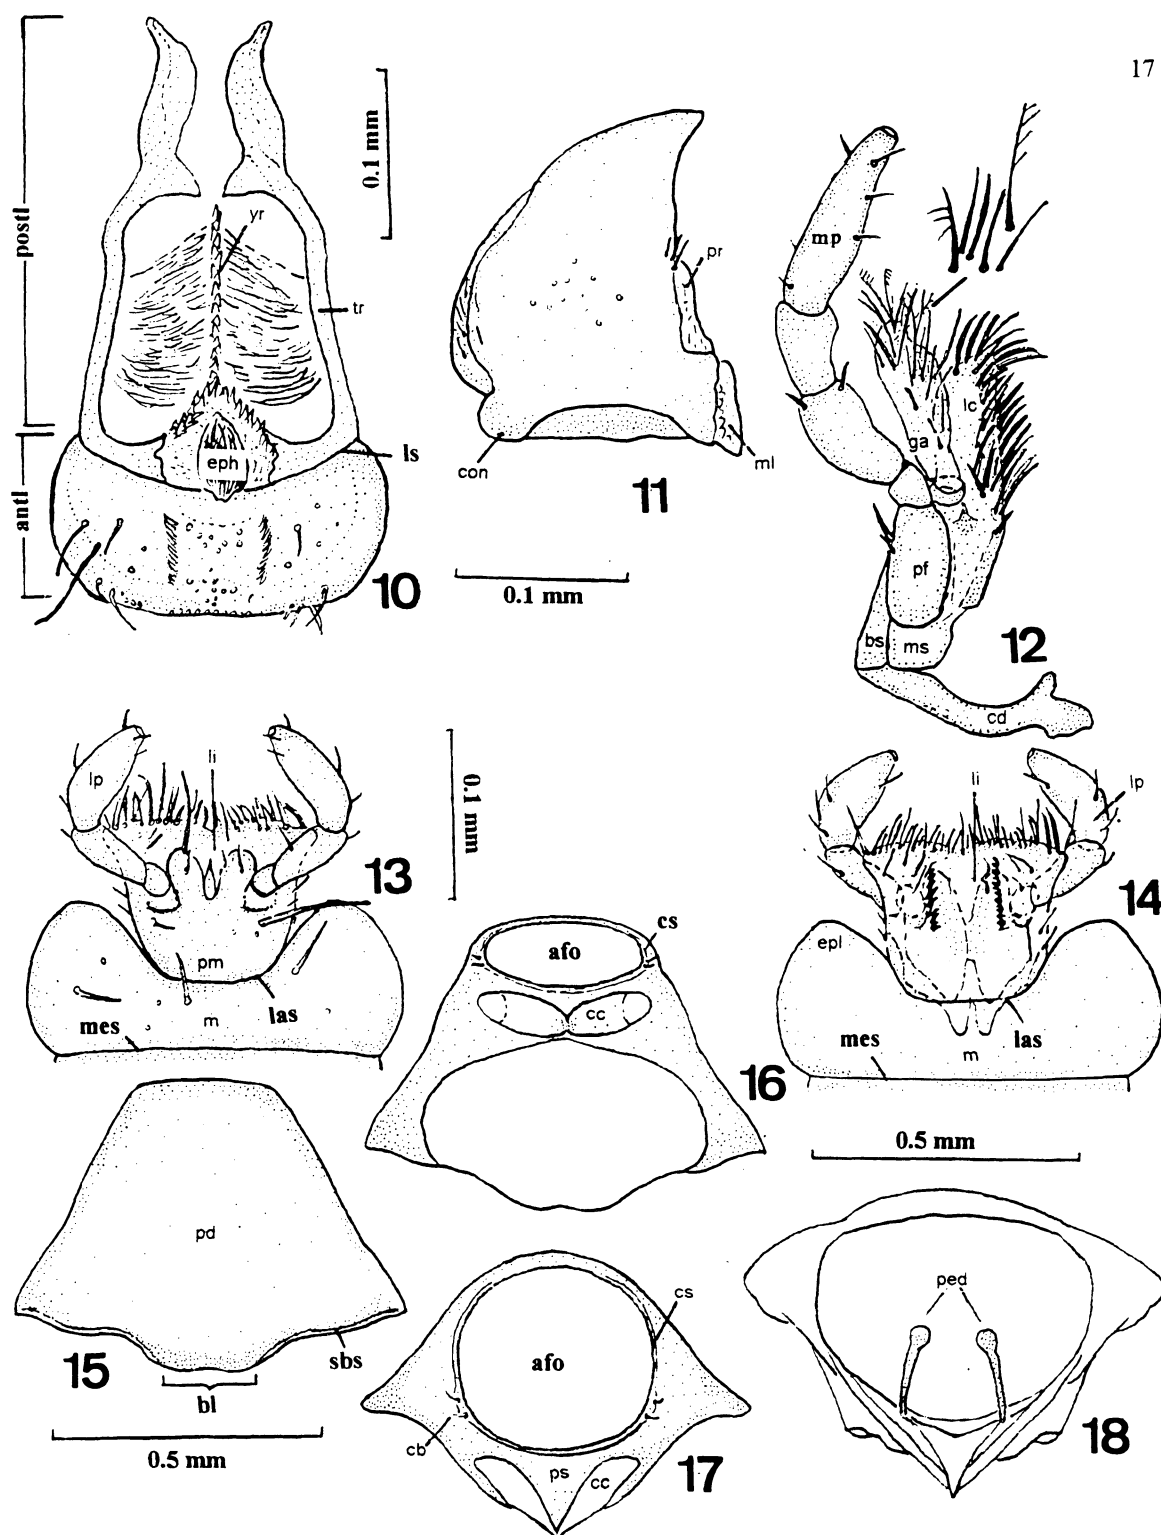 17
postl
antl
0.1 mm
yr
tr
eph
ls
10
pr
con
ml
11
0.1 mm
mp
lc
ga
pf
bs
ms
cd
12
lp
li
0.1 mm
13
pm
mes
m
las
cs
afo
cc
16
li
lp
14
epl
mes
m
las
0.5 mm
pd
15
sbs
bl
0.5 mm
cs
afo
cb
ps
cc
17
ped
18